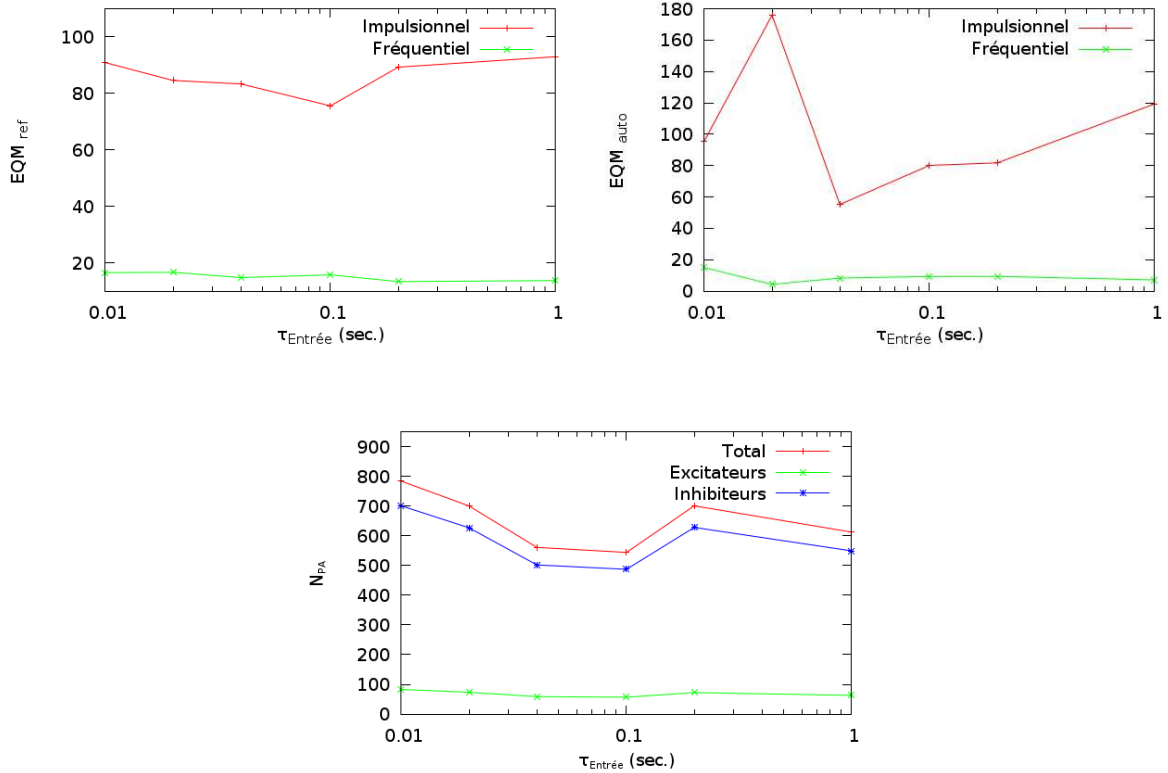 Impulsionnel
Fréquentiel
100
80
60
40
20
EQM ref
0.01
0.1
1
τEntrée (sec.)
Impulsionnel
Fréquentiel
180
160
140
120
100
80
60
40
20
0
EQM auto
0.01
0.1
1
τEntrée (sec.)
Total
Excitateurs
Inhibiteurs
900
800
700
600
500
400
300
200
100
0
NPA
0.01
0.1
1
τEntrée (sec.)